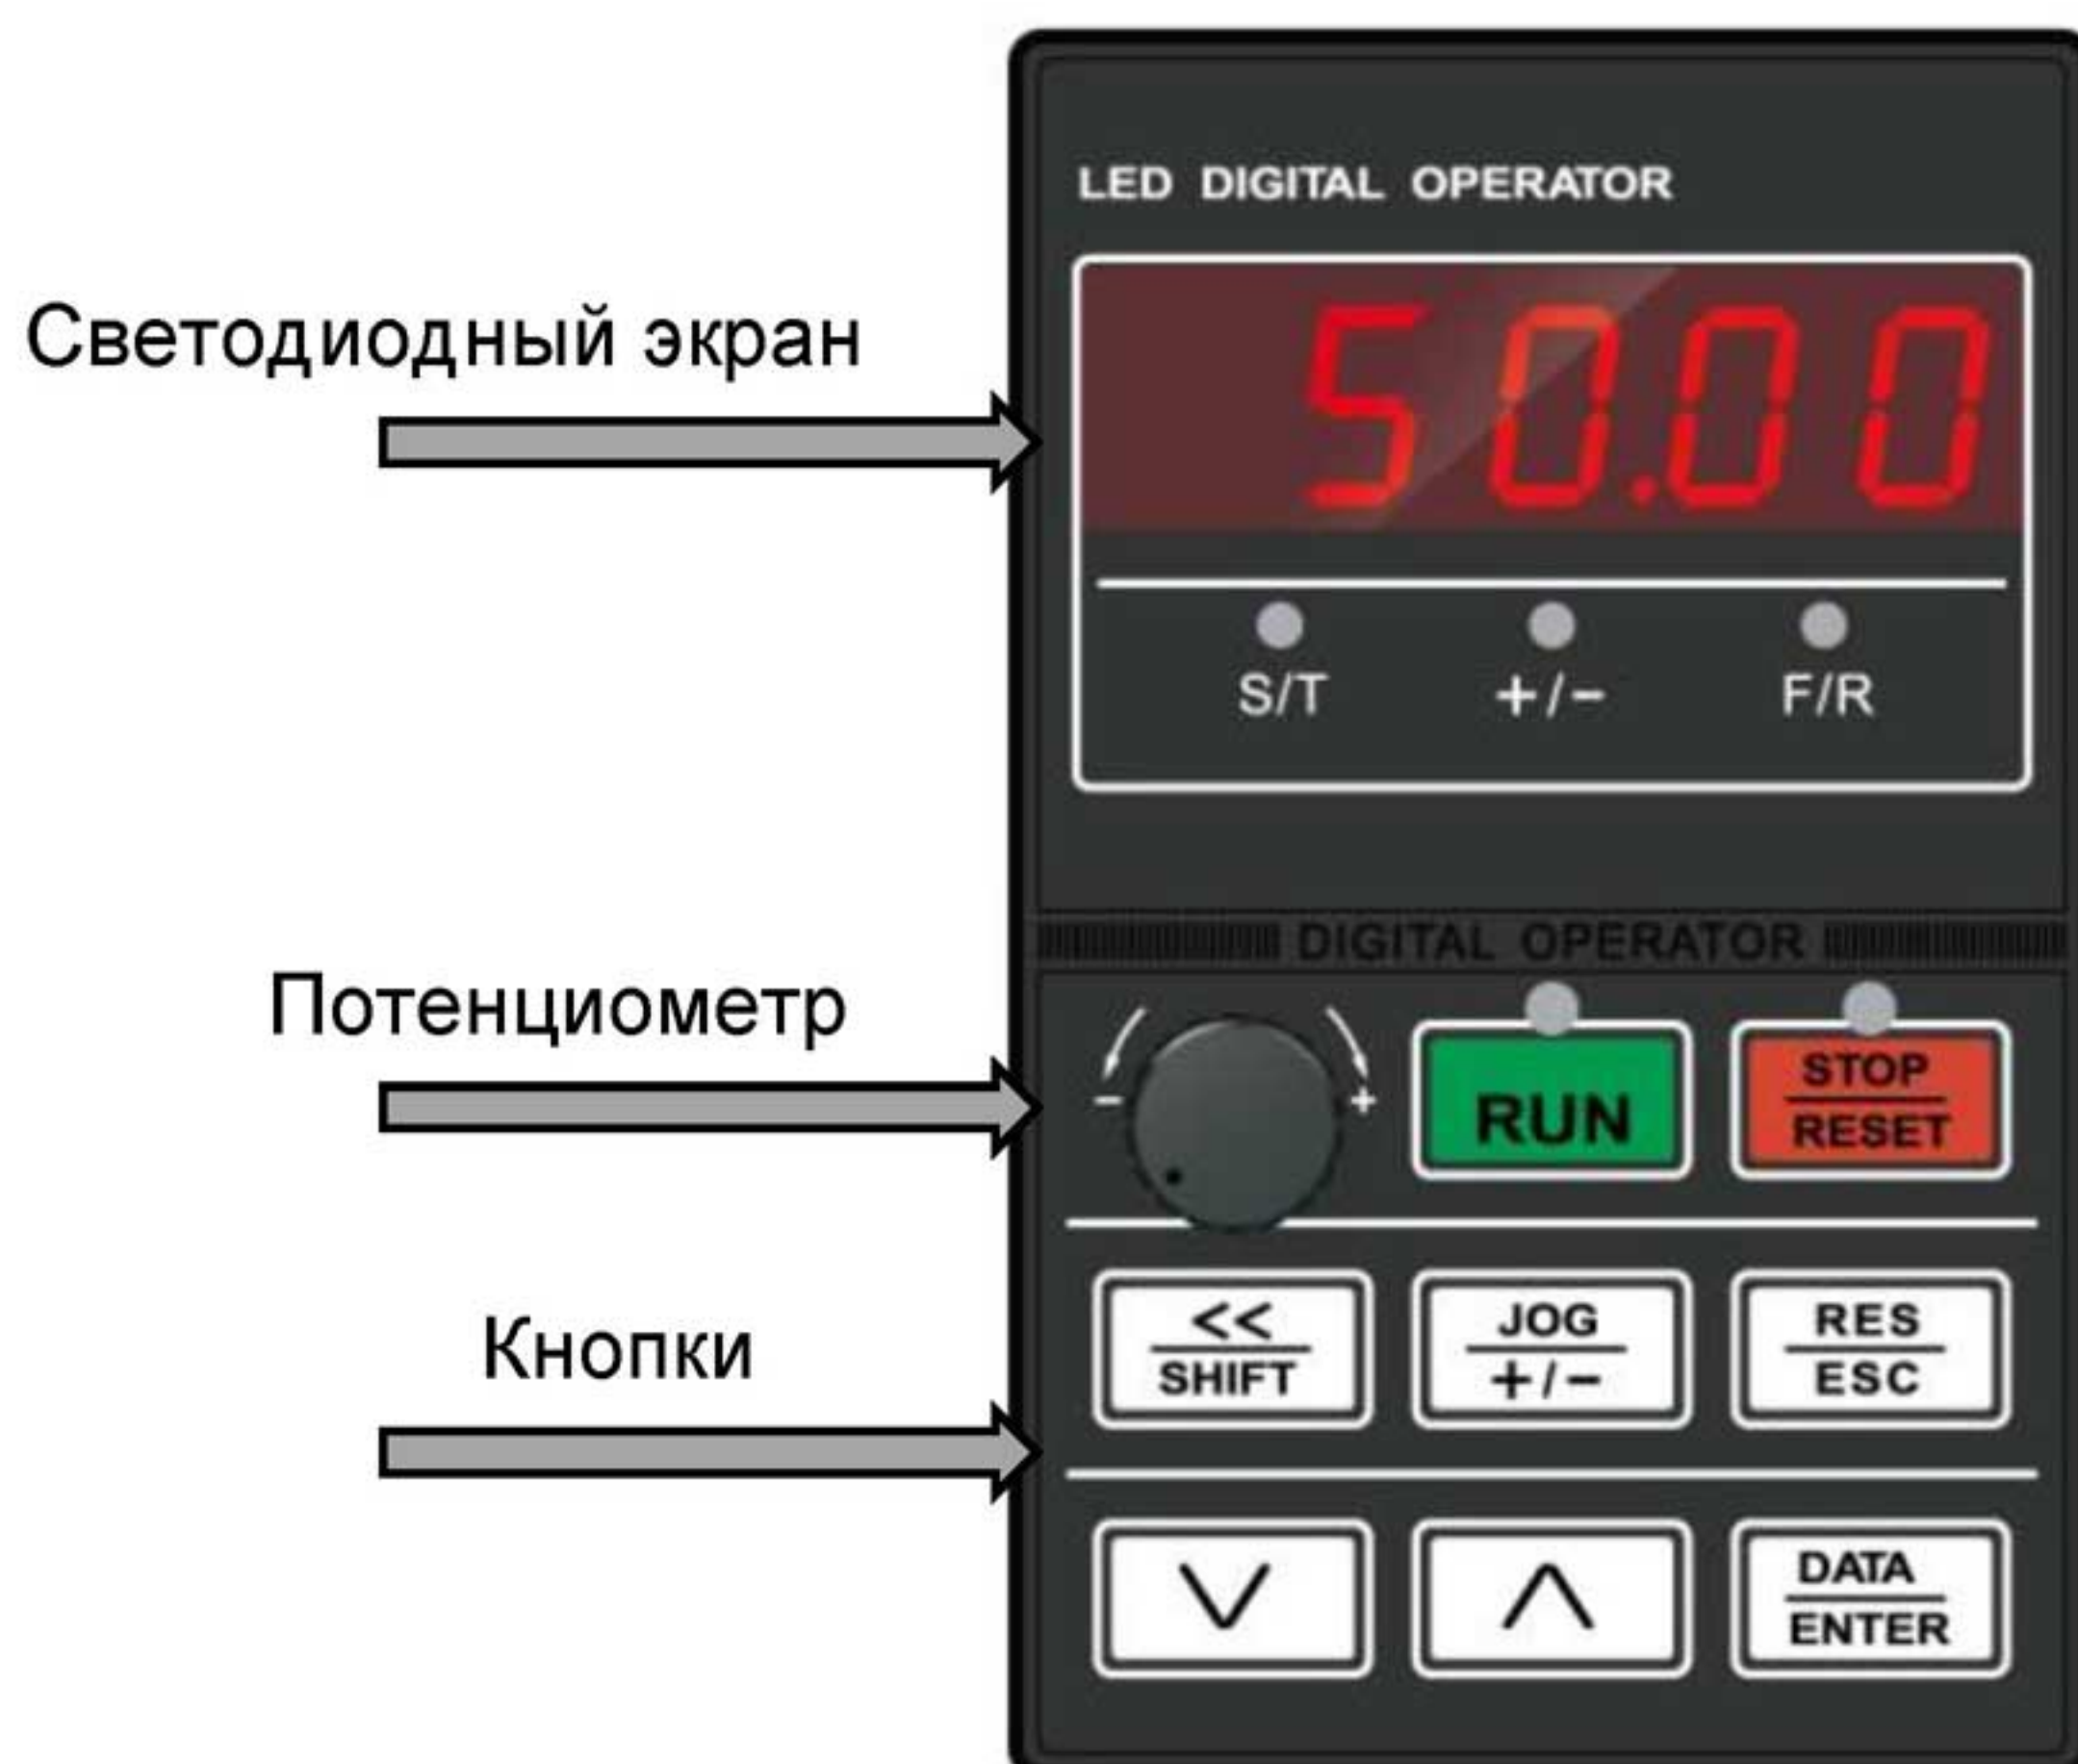 LED DIGITAL OPERATOR
Светодиодный экран
50.00
S/T +/- F/R
DIGITAL OPERATOR
Потенциометр
- +
RUN
STOP
RESET
Кнопки
<<
SHIFT
JOG
+/-
RES
ESC
DATA
ENTER